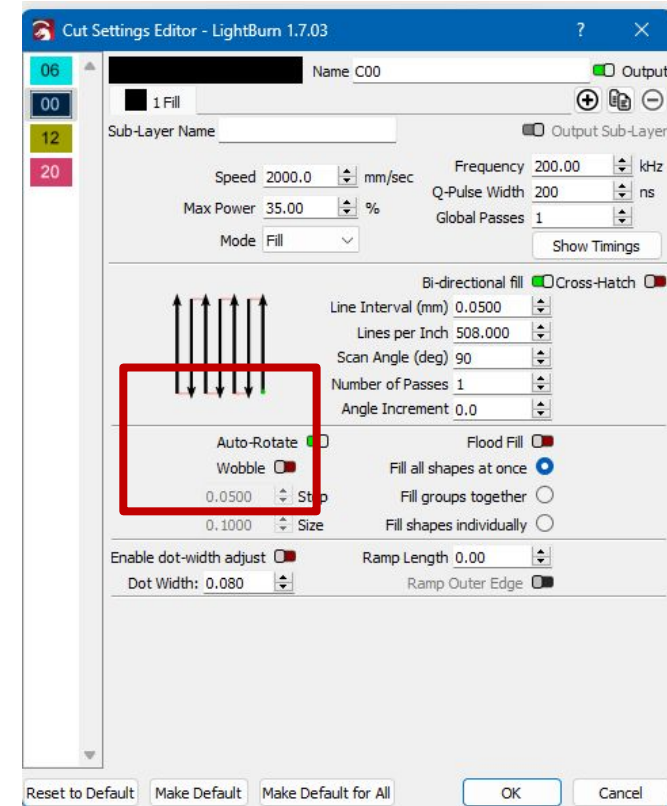 Cut Settings Editor - LightBurn 1.7.03 ? ×
06
00
12
20
Name C00 Output
1 Fill
Sub-Layer Name Output Sub-Layer
Speed 2000.0 mm/sec
Max Power 35.00 %
Mode Fill
Frequency 200.00 kHz
Q-Pulse Width 200 ns
Global Passes 1
Show Timings
Bi-directional fill Cross-Hatch
Line Interval (mm) 0.0500
Lines per Inch 508.000
Scan Angle (deg) 90
Number of Passes 1
Angle Increment 0.0
Auto-Rotate Flood Fill
Wobble Fill all shapes at once
0.0500 Step Fill groups together
0.1000 Size Fill shapes individually
Enable dot-width adjust Ramp Length 0.00
Dot Width: 0.080 Ramp Outer Edge
Reset to Default Make Default Make Default for All OK Cancel